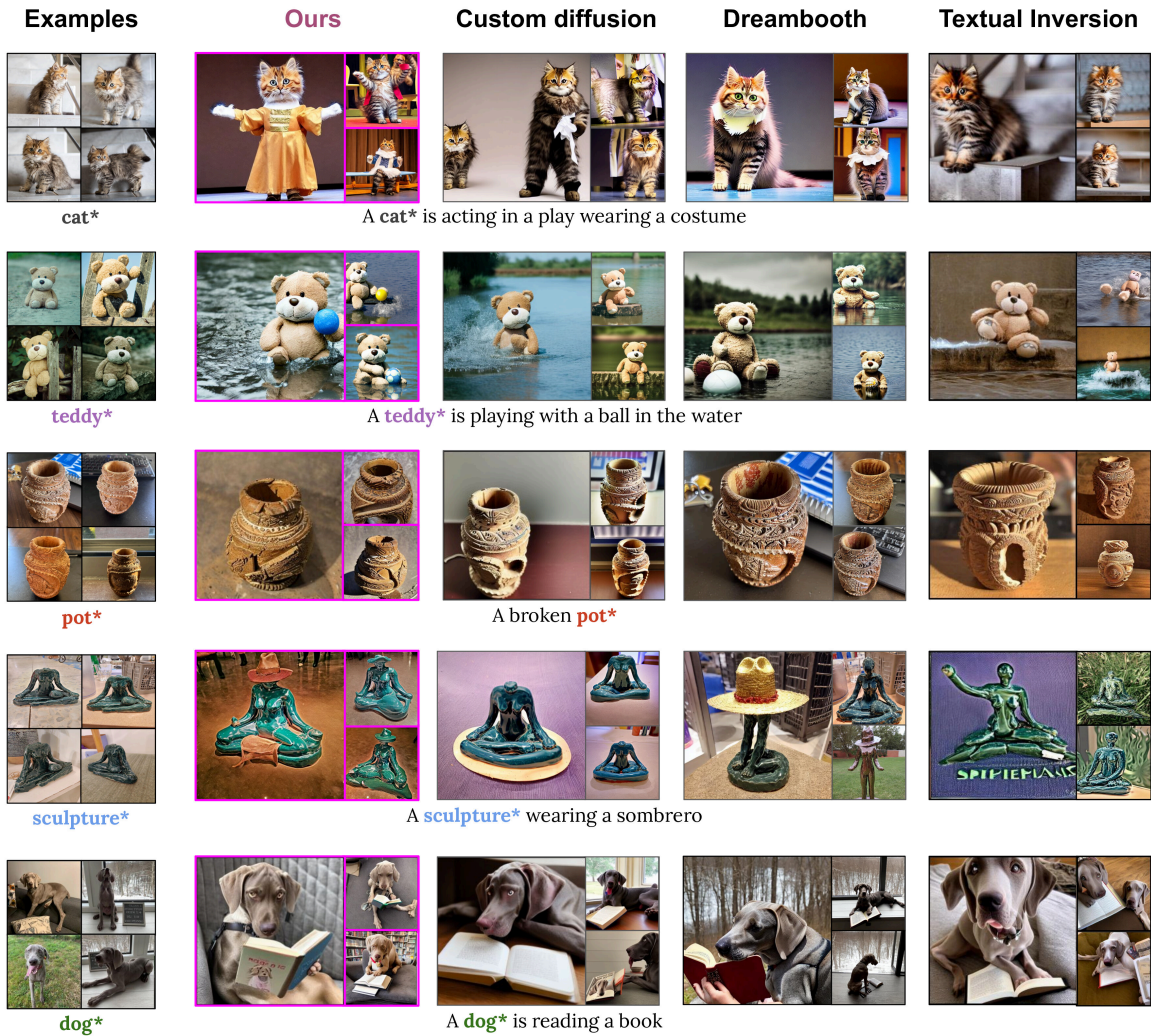 Examples
Ours
Custom diffusion
Dreambooth
Textual Inversion
cat*
A cat* is acting in a play wearing a costume
teddy*
A teddy* is playing with a ball in the water
pot*
A broken pot*
sculpture*
A sculpture* wearing a sombrero
dog*
A dog* is reading a book